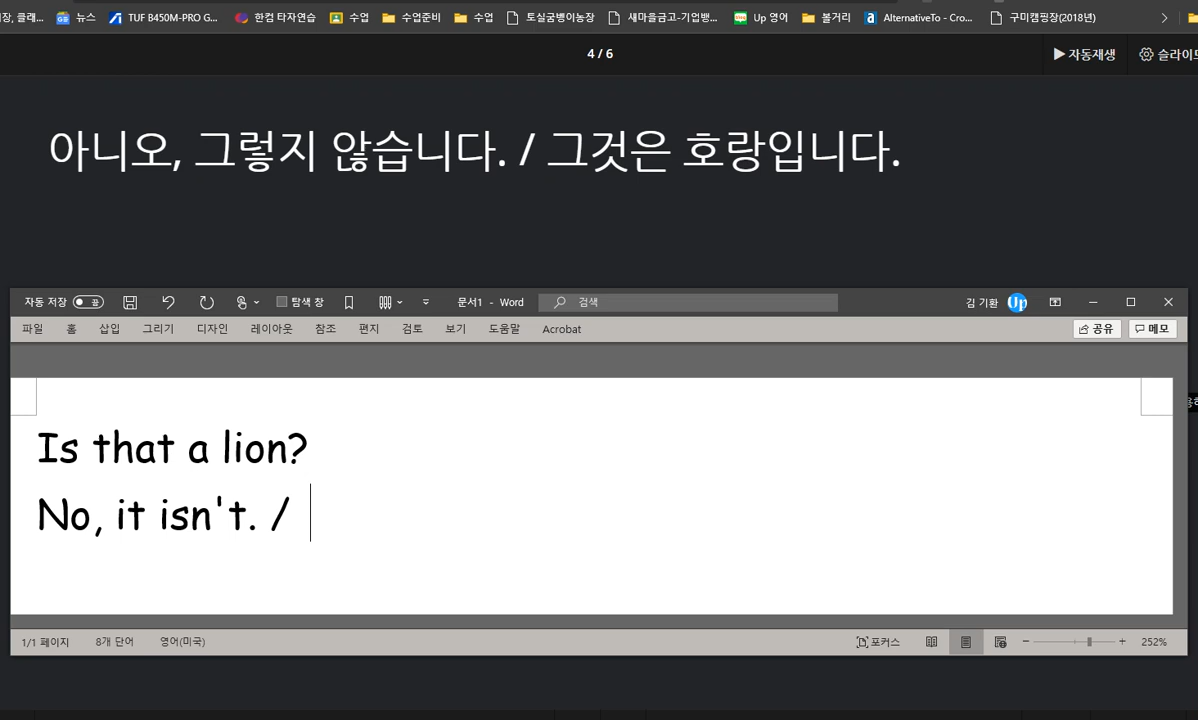 장, 클래... 뉴스 TUF B450M-PRO G... 한컴 타자연습 수업 수업준비 수업 토실굼벵이농장 새마을금고-기업뱅... Up 영어 볼거리 AlternativeTo - Cro... 구미캠핑장(2018년)
4 / 6 자동재생 슬라이드
아니오, 그렇지 않습니다. / 그것은 호랑입니다.
자동 저장 끔 탐색 창 문서1 - Word 검색 김 기환 Up
파일 홈 삽입 그리기 디자인 레이아웃 참조 편지 검토 보기 도움말 Acrobat 공유 메모
Is that a lion?
No, it isn't. /
1/1 페이지 8개 단어 영어(미국) 포커스 252%